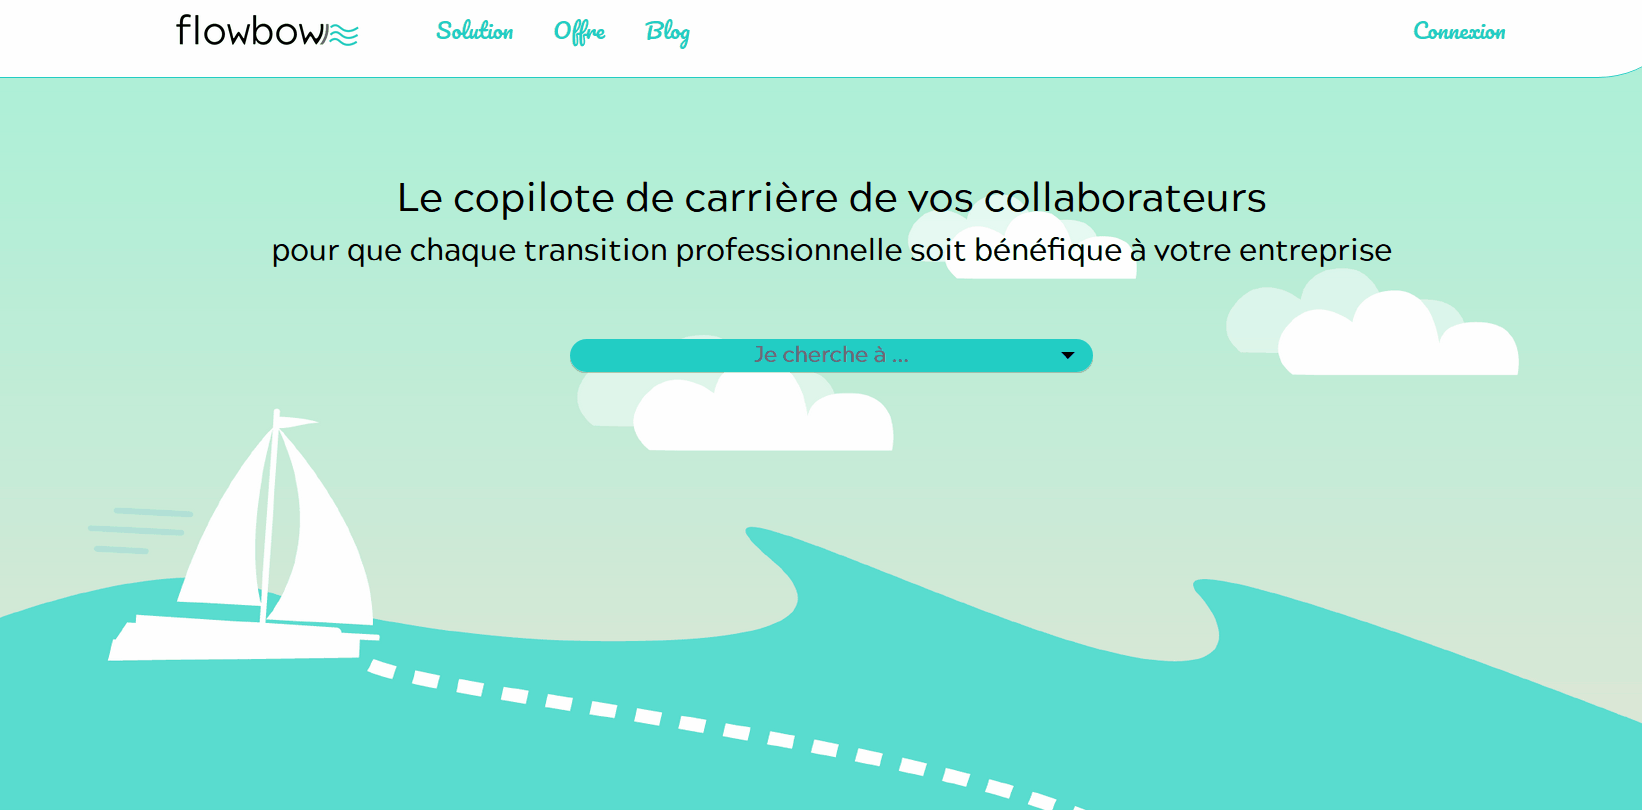 flowbow
Solution
Offre
Blog
Connexion
Le copilote de carrière de vos collaborateurs
pour que chaque transition professionnelle soit bénéfique à votre entreprise
Je cherche à ...